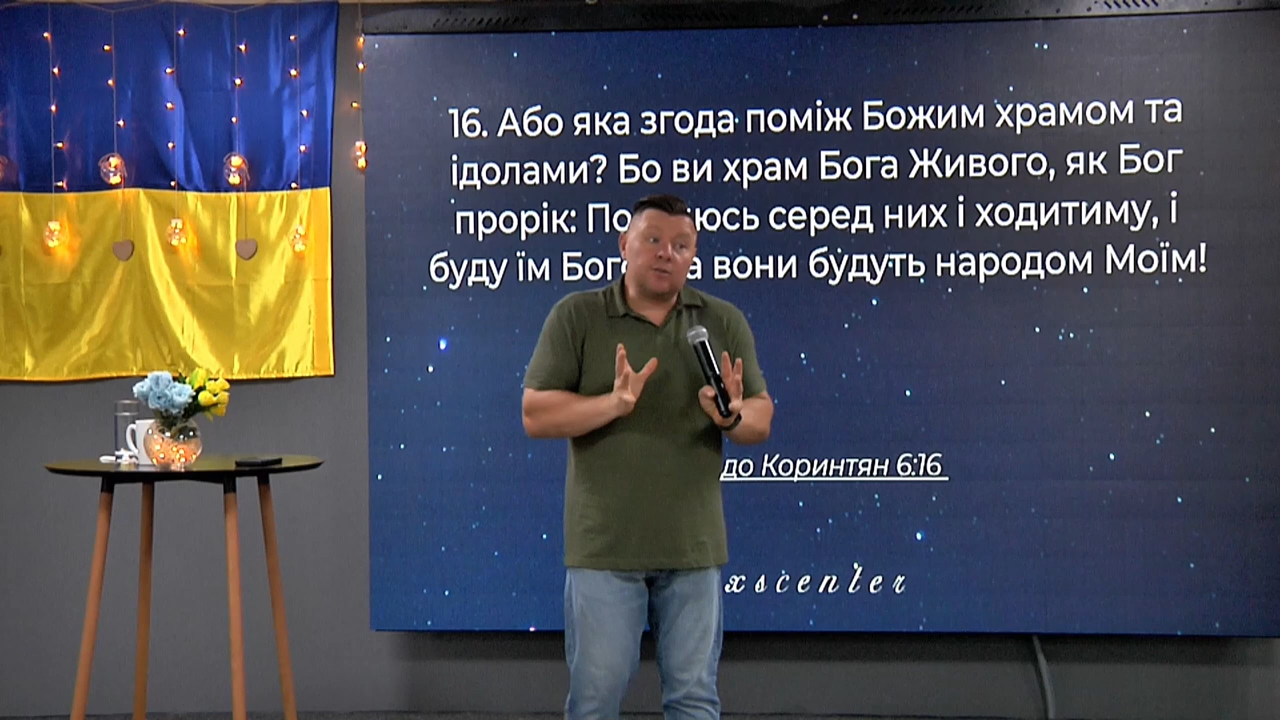 16. Або яка згода поміж Божим храмом та
ідолами? Бо ви храм Бога Живого, як Бог
прорік: серед них і ходитиму, і
буду їм вони будуть народом Моїм!
до Коринтян 6:16
xscenter